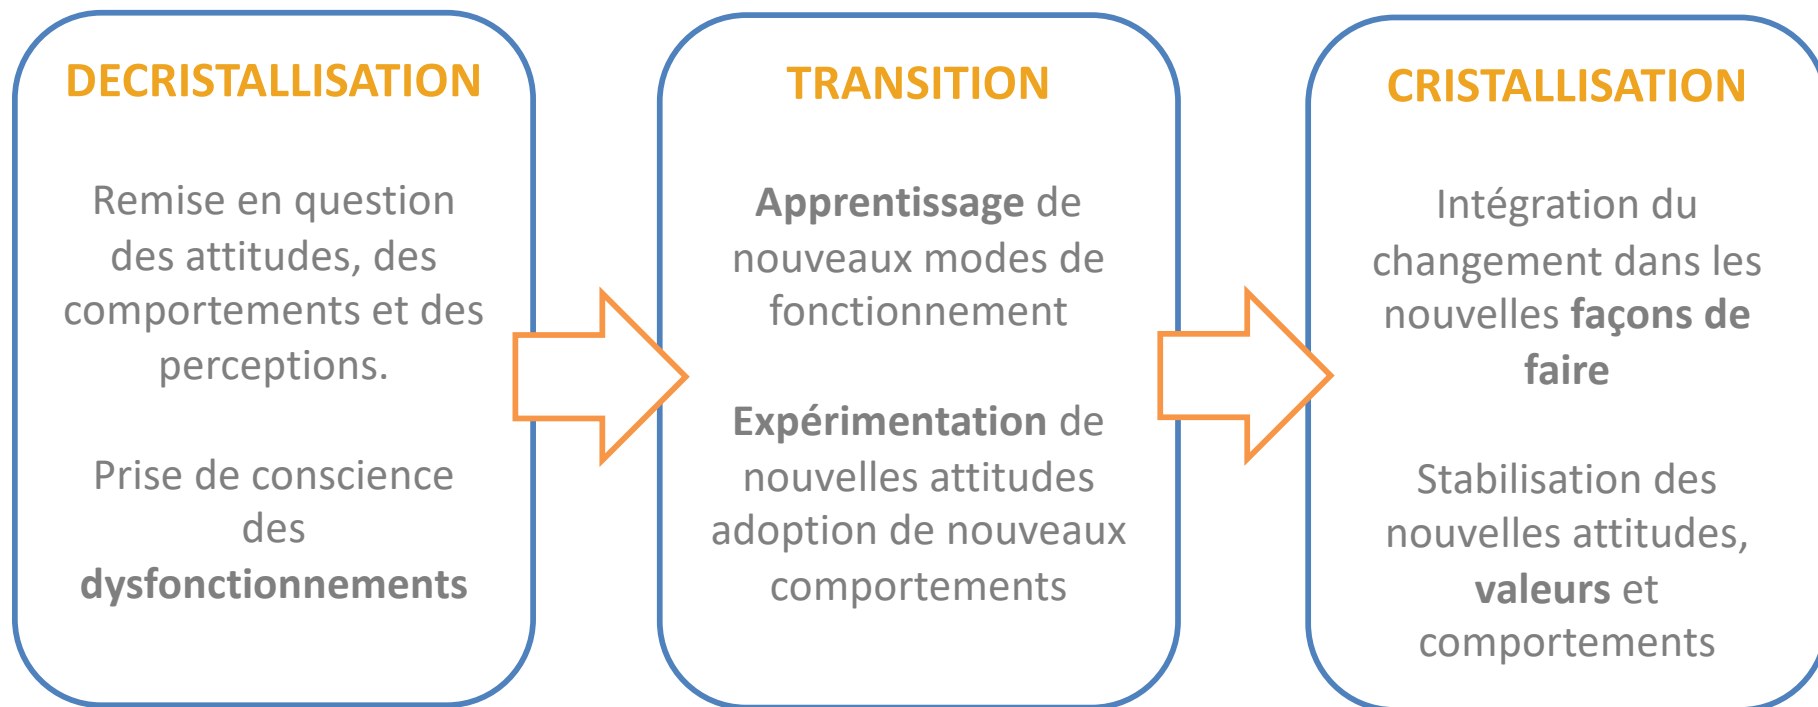 DECRISTALLISATION
Remise en question
des attitudes, des
comportements et des
perceptions.
Prise de conscience
des
dysfonctionnements
TRANSITION
Apprentissage de
nouveaux modes de
fonctionnement
Expérimentation de
nouvelles attitudes
adoption de nouveaux
comportements
CRISTALLISATION
Intégration du
changement dans les
nouvelles façons de
faire
Stabilisation des
nouvelles attitudes,
valeurs et
comportements